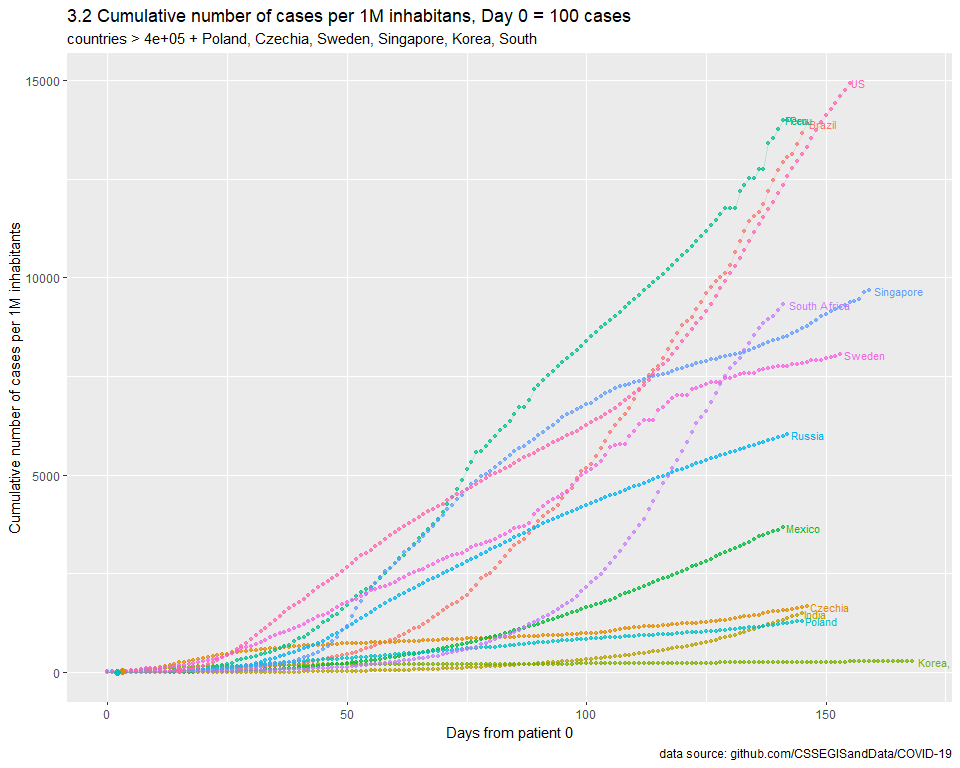 3.2 Cumulative number of cases per 1M inhabitans, Day 0 = 100 cases
countries > 4e+05 + Poland, Czechia, Sweden, Singapore, Korea, South
Cumulative number of cases per 1M inhabitants
15000
10000
5000
0
US
Peru
Brazil
Singapore
South Africa
Sweden
Russia
Mexico
Czechia
India
Poland
Korea,
0
50
100
150
Days from patient 0
data source: github.com/CSSEGISandData/COVID-19